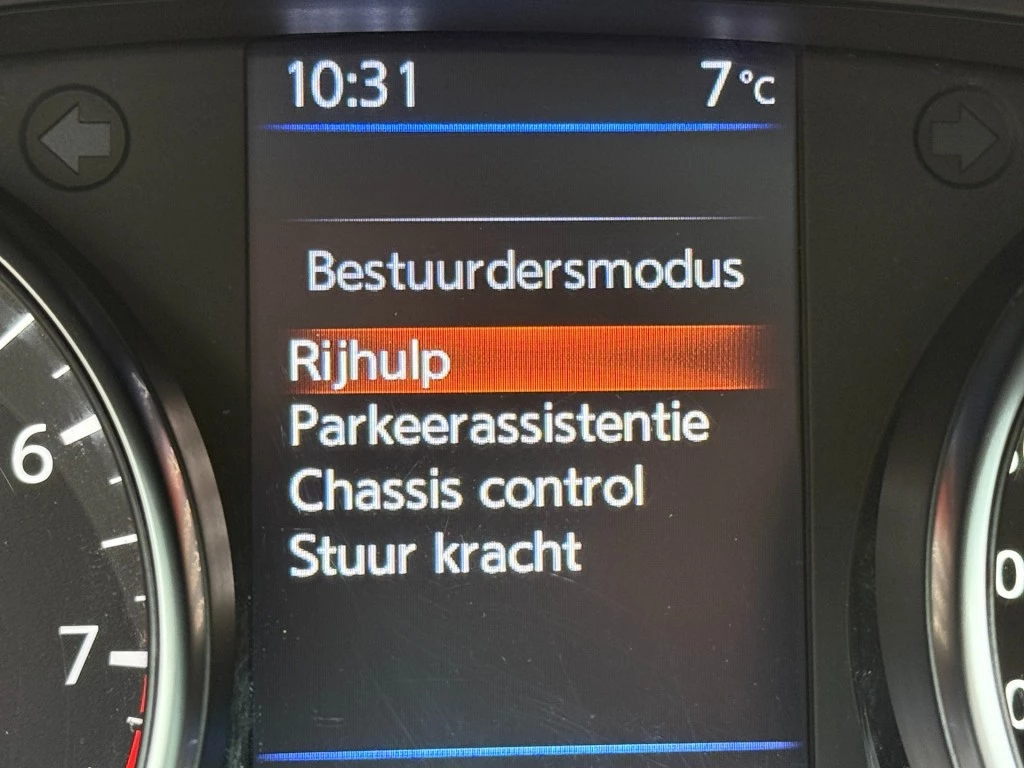 10:31 7°C
Bestuurdersmodus
Rijhulp
Parkeerassistentie
Chassis control
Stuur kracht
6
7